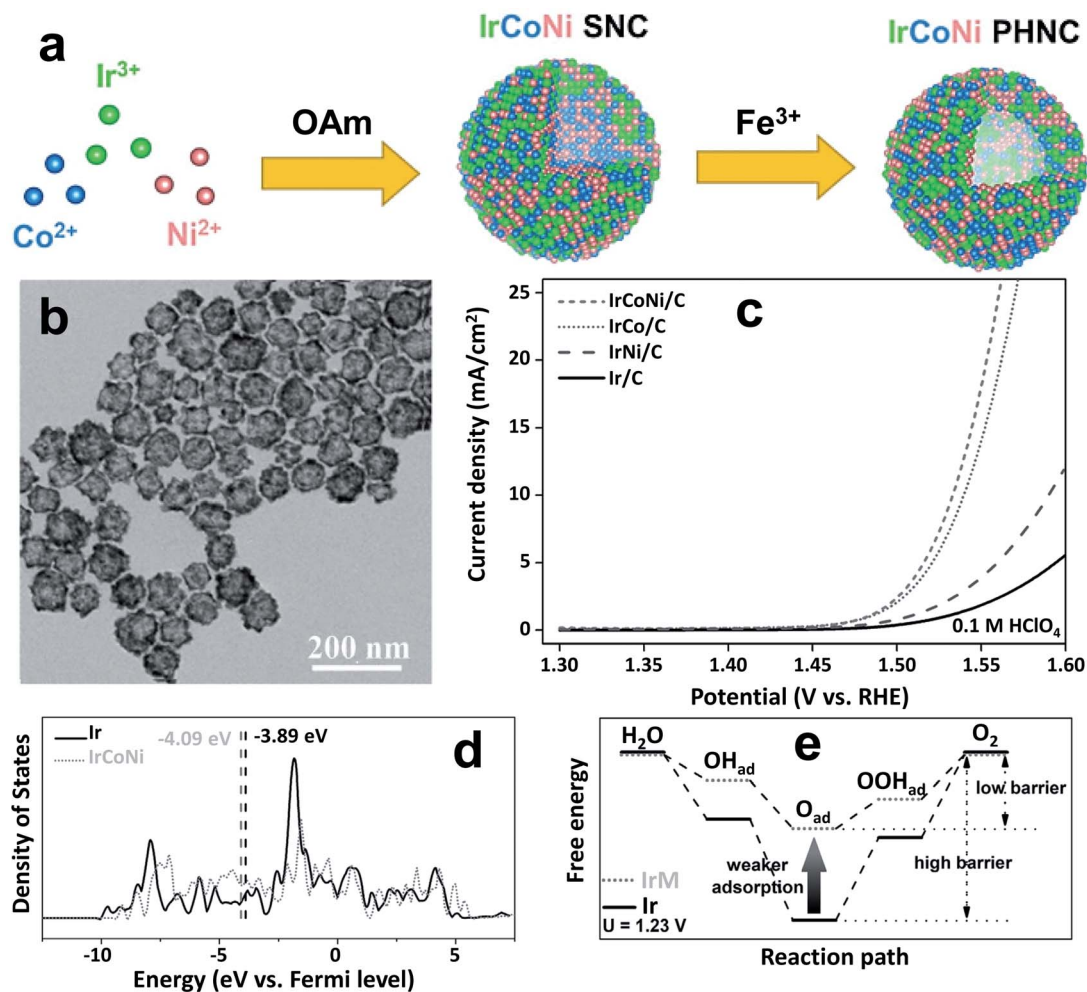 a
IrCoNi SNC
IrCoNi PHNC
Ir³⁺
OAm
Fe³⁺
Co²⁺
Ni²⁺
b
200 nm
c
IrCoNi/C
IrCo/C
IrNi/C
Ir/C
25
20
15
10
5
0
0.1 M HClO₄
1.30
1.35
1.40
1.45
1.50
1.55
1.60
Current density (mA/cm²)
Potential (V vs. RHE)
d
Ir
IrCoNi
-4.09 eV
-3.89 eV
Density of States
-10
-5
0
5
Energy (eV vs. Fermi level)
e
H₂O
OHad
Oad
OOHad
O₂
low barrier
high barrier
weaker
adsorption
IrM
Ir
U = 1.23 V
Free energy
Reaction path